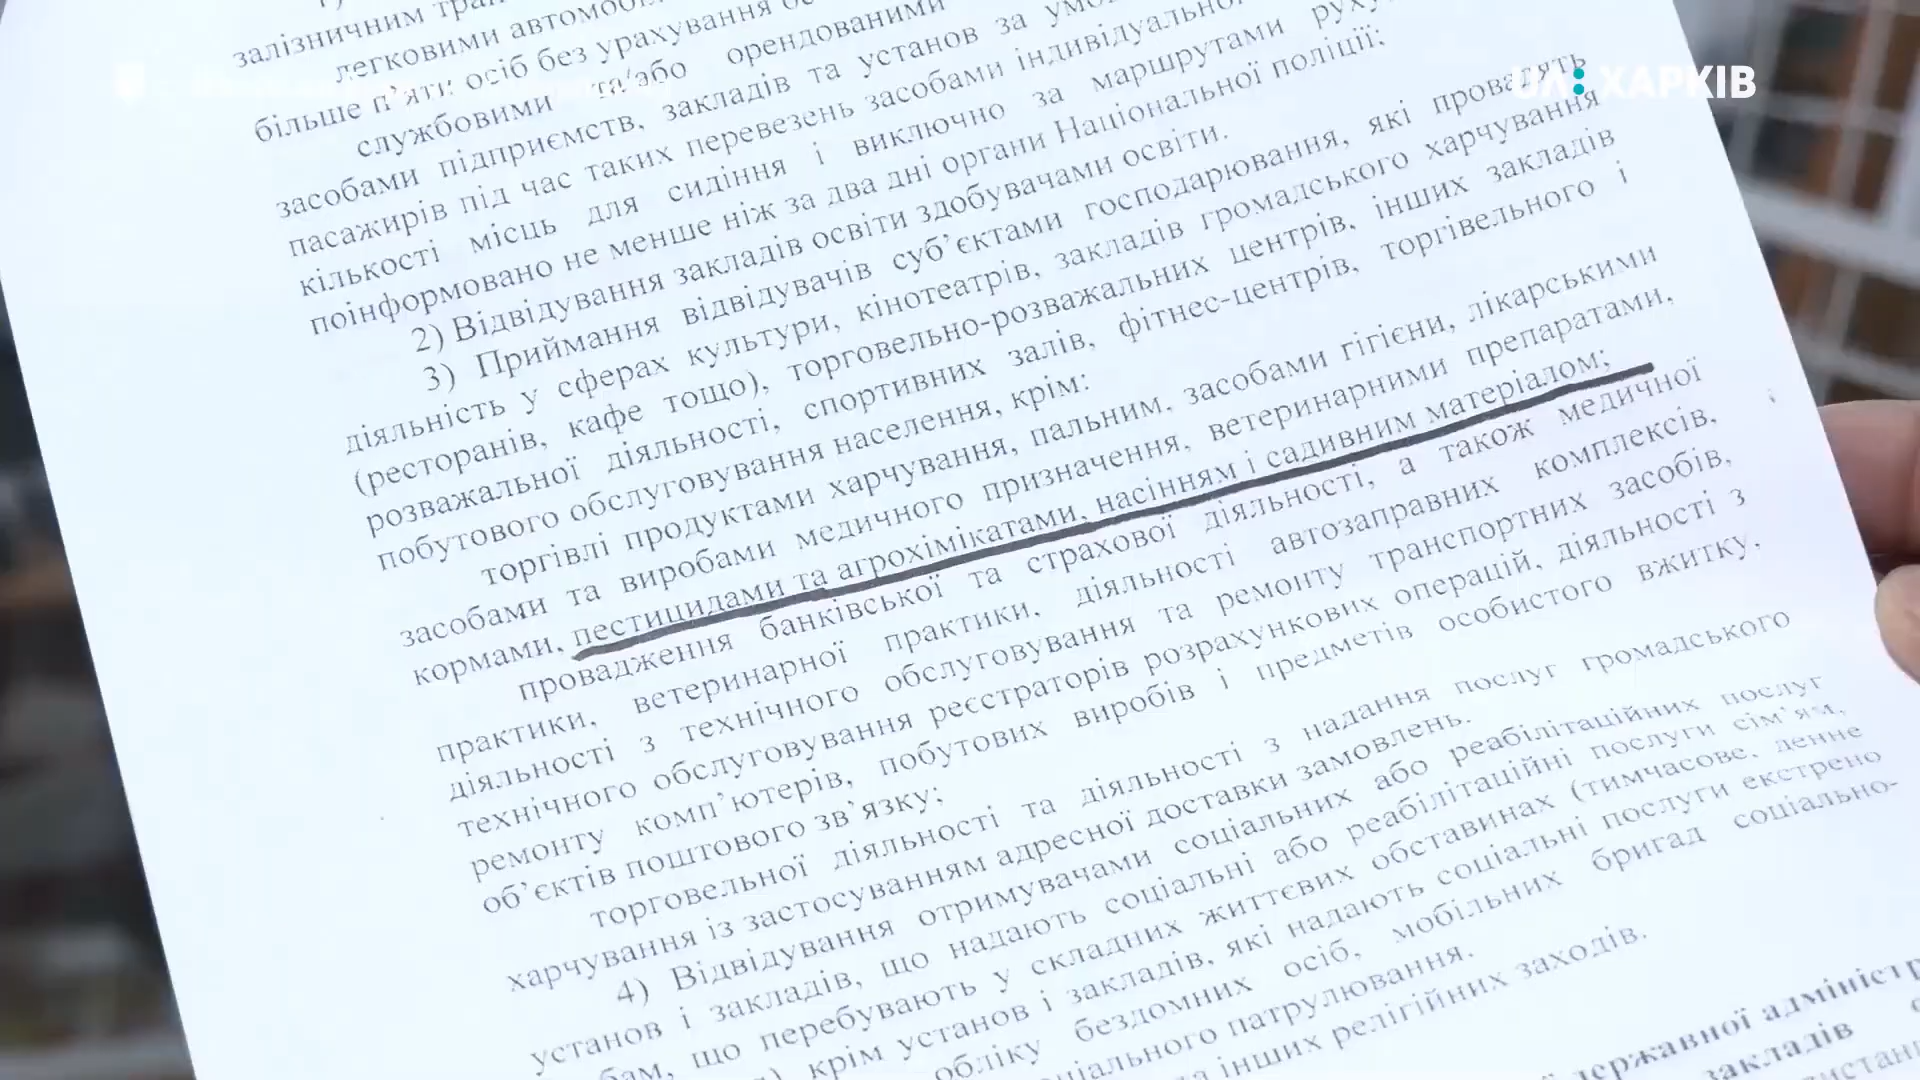 залізничним
легковими
більше п'яти осіб без урахування
службовими та/або орендованими
засобами підприємств, закладів та установ за
пасажирів під час таких перевезень засобами
кількості місць для сидіння і виключно за маршрутами
поінформовано не менше ніж за два дні органи Національної поліції;
2) Відвідування закладів освіти здобувачами освіти.
3) Приймання відвідувачів суб'єктами господарювання, які провадять
діяльність у сферах культури, кінотеатрів, закладів громадського харчування
(ресторанів, кафе тощо), торговельно-розважальних центрів, інших закладів
розважальної діяльності, спортивних залів, фітнес-центрів, торгівельного і
побутового обслуговування населення, крім:
торгівлі продуктами харчування, пальним, засобами гігієни, лікарськими
засобами та виробами медичного призначення, ветеринарними препаратами,
кормами, пестицидами та агрохімікатами, насінням і садивним матеріалом;
провадження банківської та страхової діяльності, а також медичної
практики, ветеринарної практики, діяльності автозаправних комплексів,
діяльності з технічного обслуговування та ремонту транспортних засобів,
технічного обслуговування реєстраторів розрахункових операцій, діяльності з
ремонту комп'ютерів, побутових виробів і предметів особистого вжитку,
об'єктів поштового зв'язку;
торговельної діяльності та діяльності з надання послуг громадського
харчування із застосуванням адресної доставки замовлень.
4) Відвідування отримувачами соціальних або реабілітаційних послуг
установ і закладів, що надають соціальні або реабілітаційні послуги сім'ям,
що перебувають у складних життєвих обставинах (тимчасове, денне
крім установ і закладів, які надають соціальні послуги екстрено
обліку бездомних осіб, мобільних бригад соціально-
патрулювання.
інших релігійних заходів.
державної
закладів
UA: ХАРКІВ